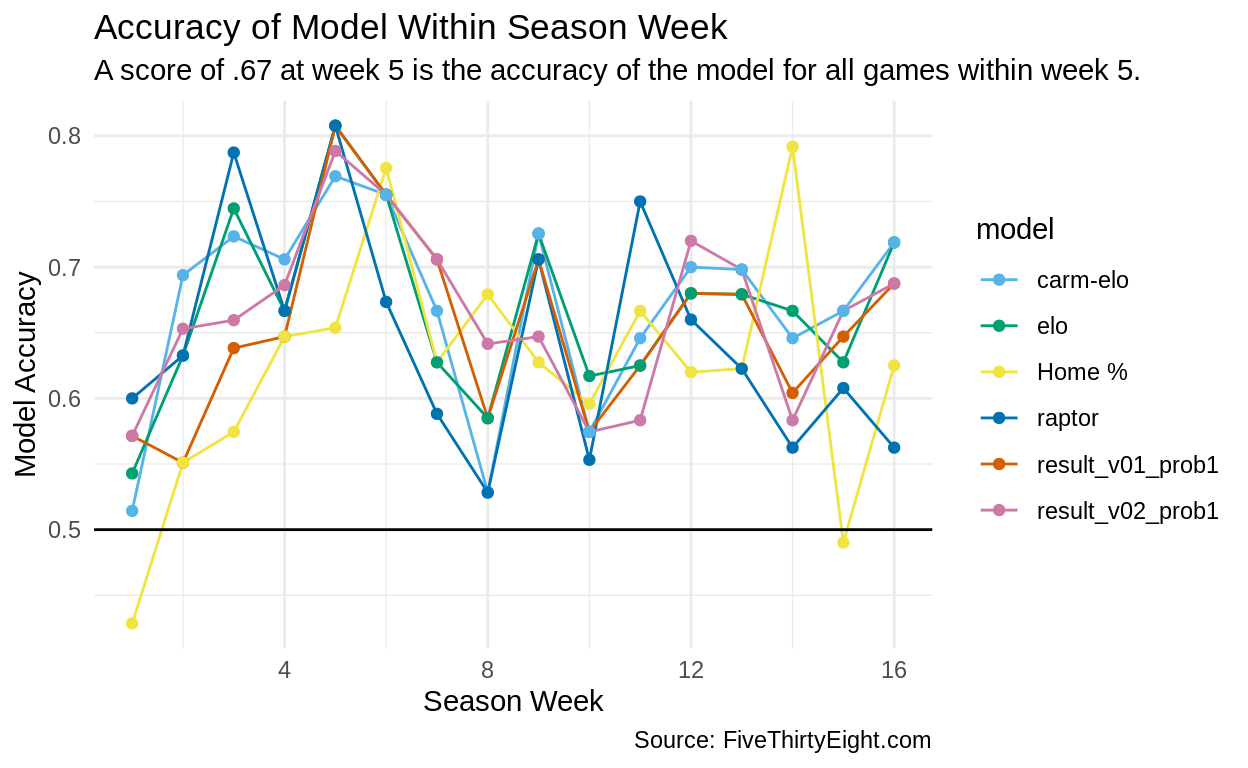 Accuracy of Model Within Season Week
A score of .67 at week 5 is the accuracy of the model for all games within week 5.
Model Accuracy
0.8
0.7
0.6
0.5
4 8 12 16
Season Week
model
carm-elo
elo
Home %
raptor
result_v01_prob1
result_v02_prob1
Source: FiveThirtyEight.com